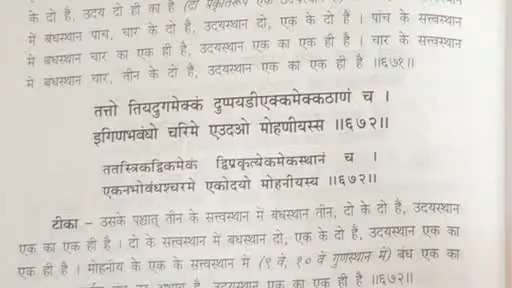 के दो है, उदय दो ही का है (दो प्रकृतिरूप एक
में बंधस्थान पाच, चार के दो है, उदयस्थान दो, एक के दो है । पांच के सत्त्वस्थान
में बंधस्थान चार का एक ही है, उदयस्थान एक का एक ही है । चार के सत्त्वस्थान
मे बंधस्थान चार, तीन के दो है, उदयस्थान एक का एक ही है ॥६७१॥
तत्तो तियदुगमेक्कं दुप्पयडीएक्कमेक्कठाणं च ।
इगिणभबंधो चरिमे एउदओ मोहणीयस्स ॥६७२॥
ततस्त्रिकद्विकमेकं द्विप्रकृत्येकमेकस्थानं च ।
एकनभोबंधश्चरमे एकोदयो मोहनीयस्य ॥६७२॥
टीका - उसके पश्चात् तीन के सत्त्वस्थान में बंधस्थान तीन, दो के दो है, उदयस्थान
एक का एक ही है । दो के सत्त्वस्थान में बंधस्थान दो, एक के दो है, उदयस्थान एक का
एक ही है । मोहनीय के एक के सत्त्वस्थान में (९ वे, १० वे गुणस्थान में) बंध एक का
है, उदयस्थान एक का एक ही है ॥६७२॥